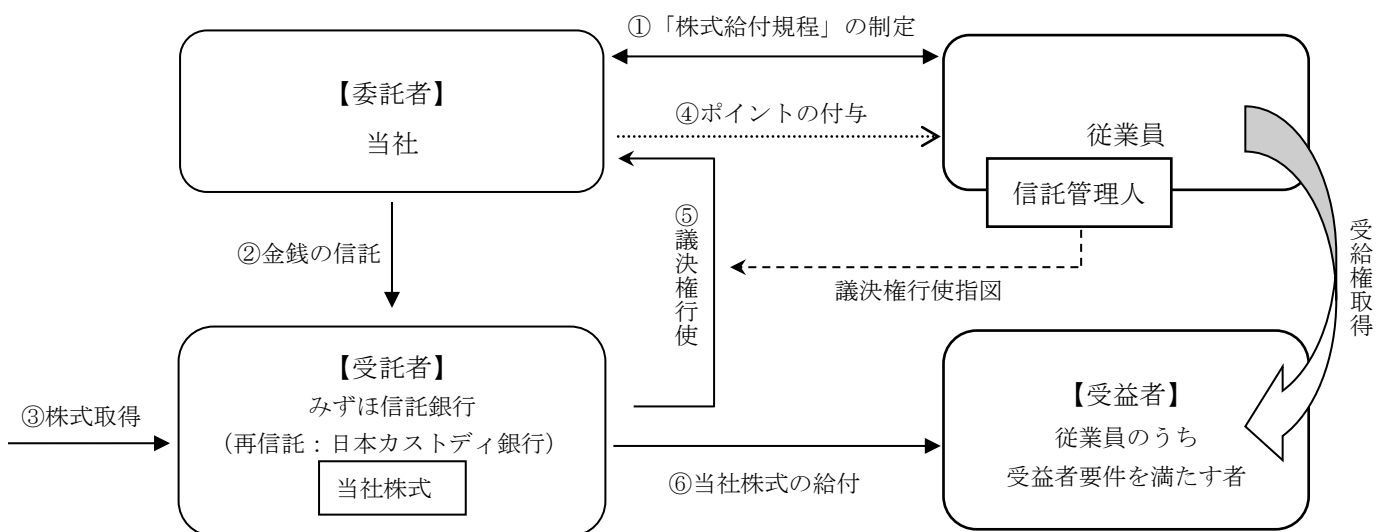 ①「株式給付規程」の制定
【委託者】
当社
④ポイントの付与
従業員
信託管理人
②金銭の信託
⑤議決権行使
議決権行使指図
受給権取得
【受託者】
みずほ信託銀行
（再信託：日本カストディ銀行）
当社株式
③株式取得
⑥当社株式の給付
【受益者】
従業員のうち
受益者要件を満たす者